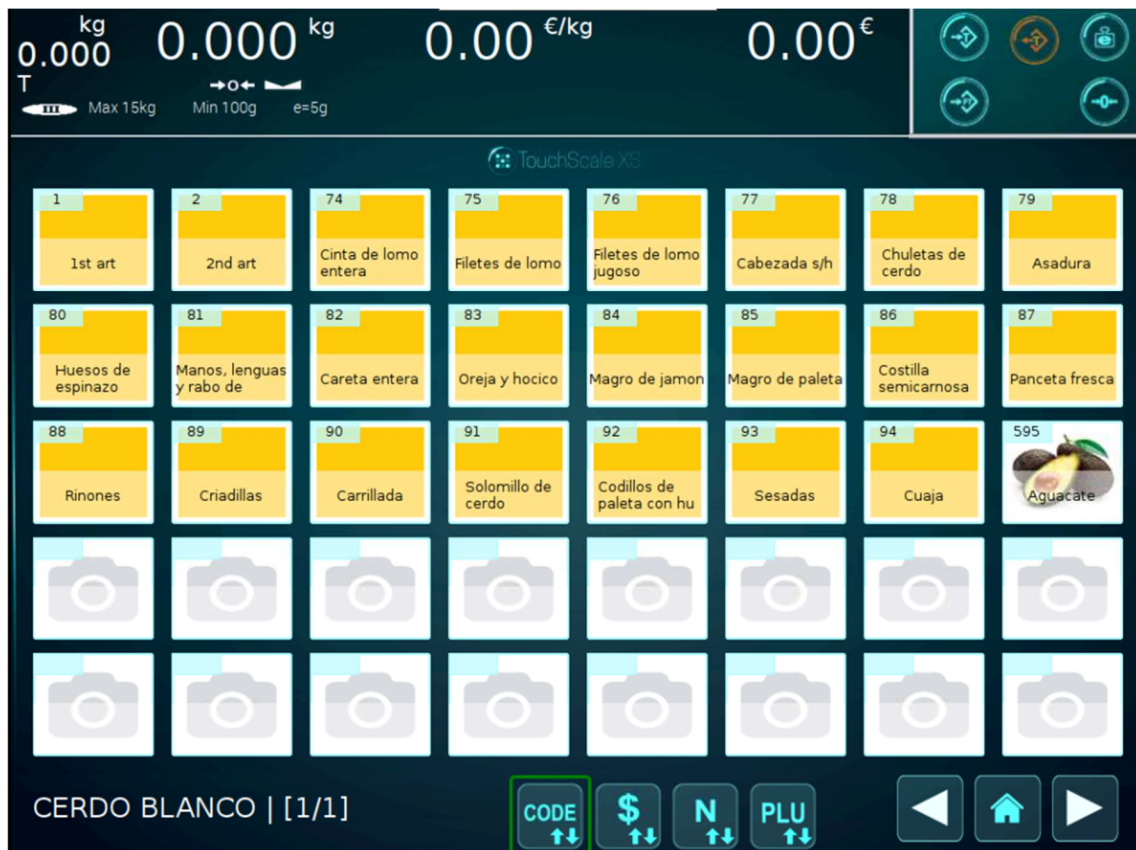 kg
0.000
T
0.000 kg
0.00 €/kg
0.00 €
→0←
Max 15kg
Min 100g
e=5g
T
T
e
PT
→0←
TouchScale XS
1
1st art
2
2nd art
74
Cinta de lomo
entera
75
Filetes de lomo
76
Filetes de lomo
jugoso
77
Cabezada s/h
78
Chuletas de
cerdo
79
Asadura
80
Huesos de
espinazo
81
Manos, lenguas
y rabo de
82
Careta entera
83
Oreja y hocico
84
Magro de jamon
85
Magro de paleta
86
Costilla
semicarnosa
87
Panceta fresca
88
Rinones
89
Criadillas
90
Carrillada
91
Solomillo de
cerdo
92
Codillos de
paleta con hu
93
Sesadas
94
Cuaja
595
Aguacate
CERDO BLANCO | [1/1]
CODE
$
N
PLU